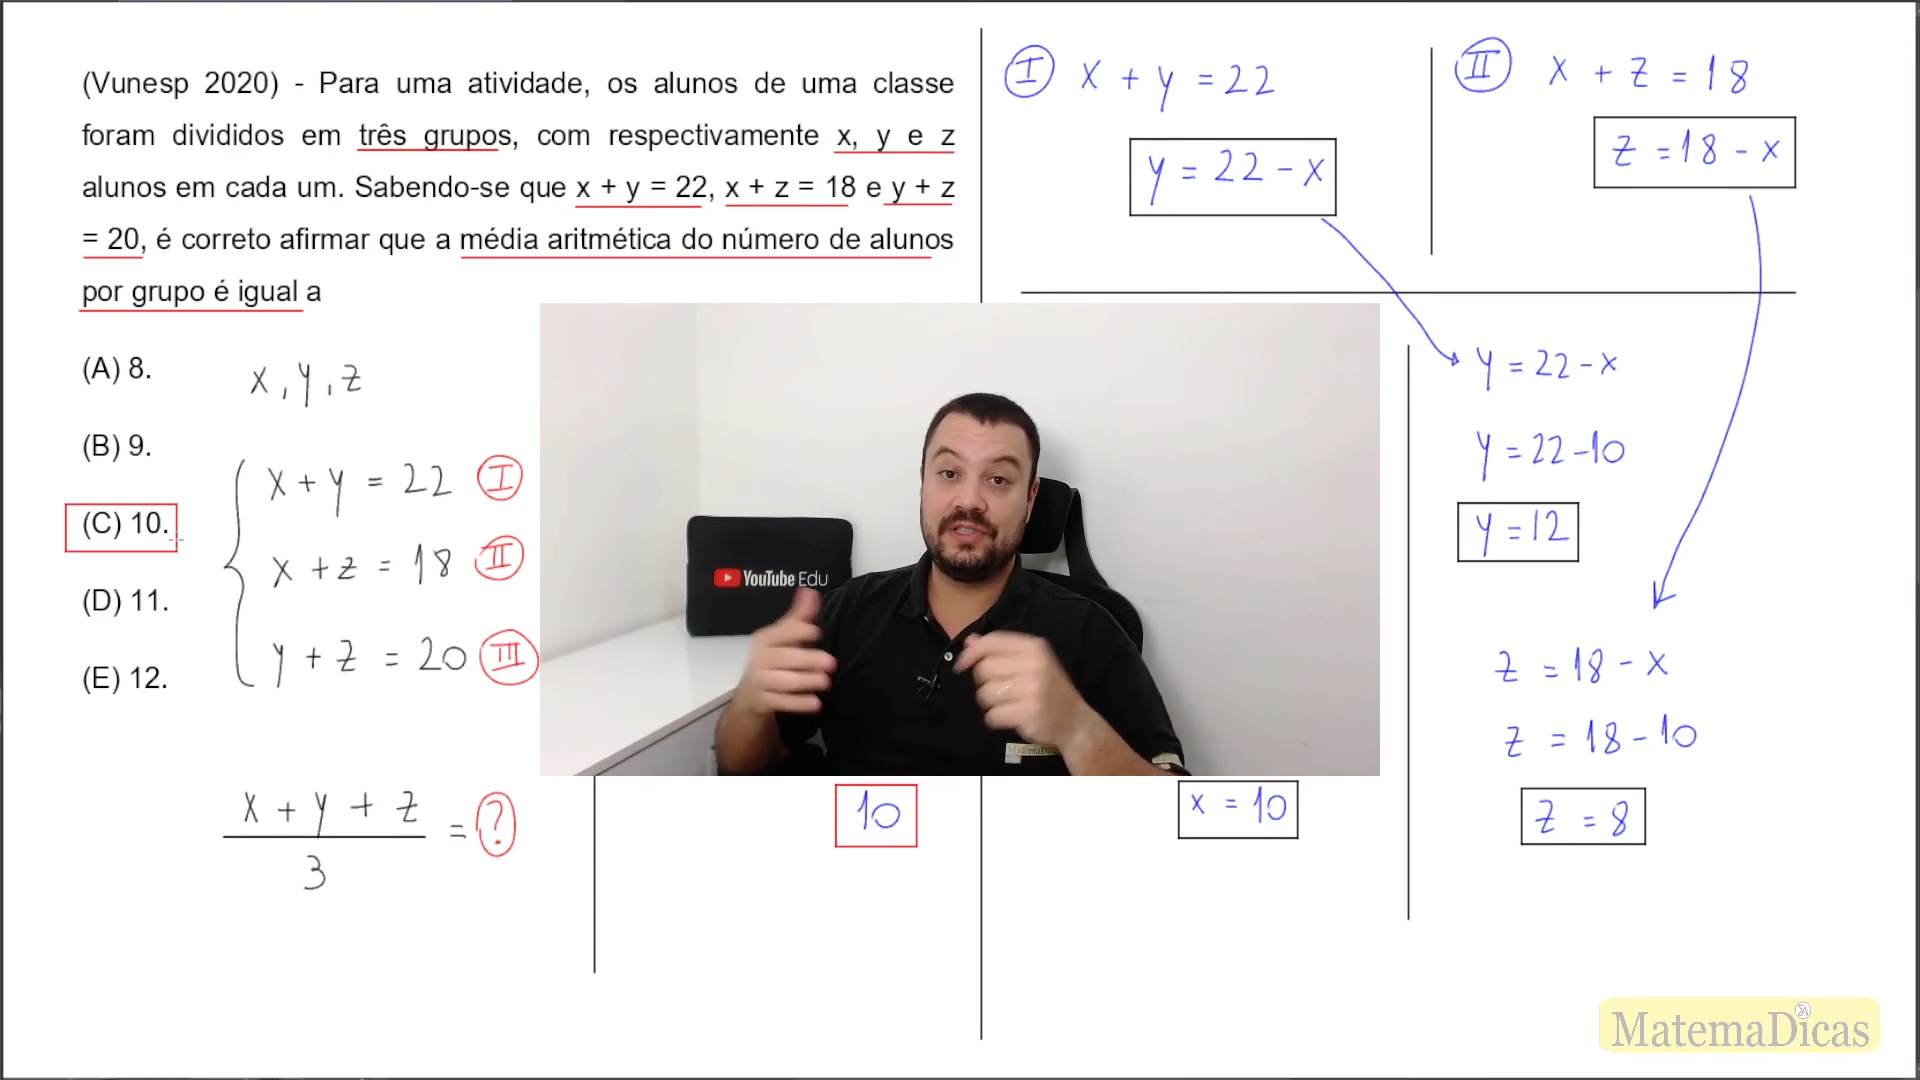 (Vunesp 2020) - Para uma atividade, os alunos de uma classe
foram divididos em três grupos, com respectivamente x, y e z
alunos em cada um. Sabendo-se que x + y = 22, x + z = 18 e y + z
= 20, é correto afirmar que a média aritmética do número de alunos
por grupo é igual a
(A) 8.
(B) 9.
(C) 10.
(D) 11.
(E) 12.
x, y, z
x + y = 22 I
x + z = 18 II
y + z = 20 III
x + y + z
3
= ?
I x + y = 22
y = 22 - x
II x + z = 18
z = 18 - x
YouTube Edu
MatemaDicas
10
x = 10
y = 22 - x
y = 22 - 10
y = 12
z = 18 - x
z = 18 - 10
z = 8
MatemaDicas